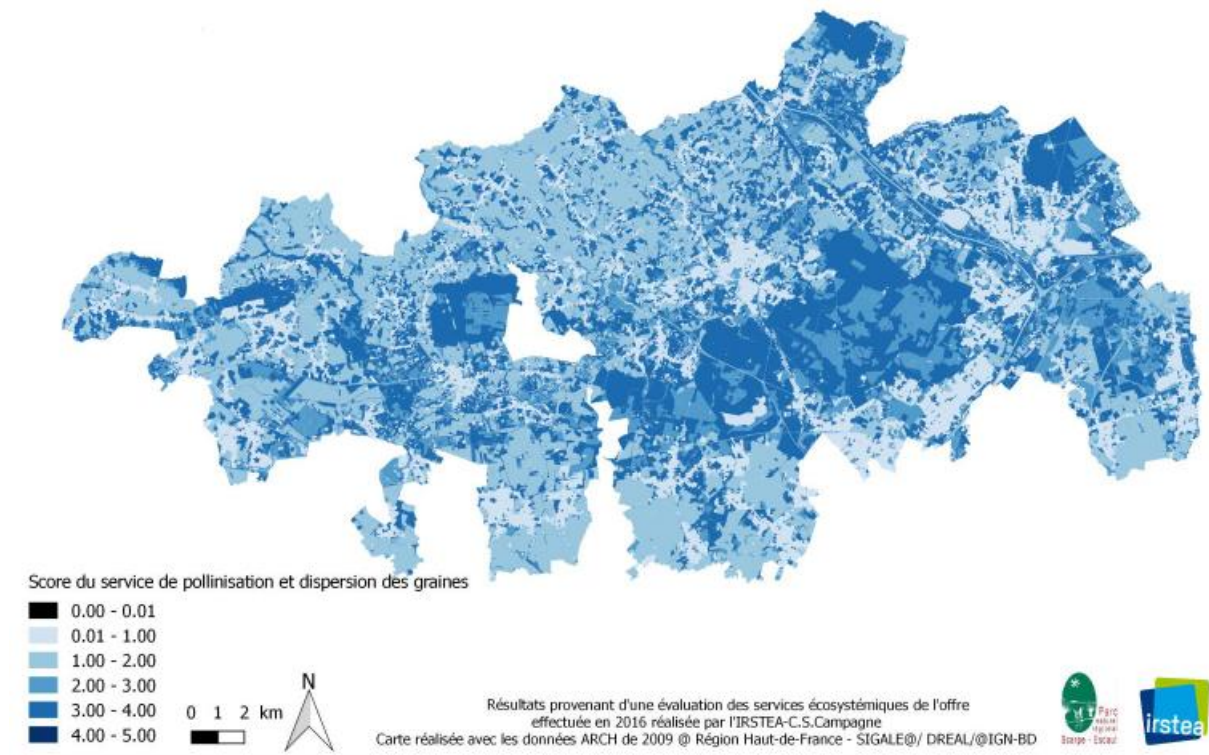 Score du service de pollinisation et dispersion des graines
0.00 - 0.01
0.01 - 1.00
1.00 - 2.00
2.00 - 3.00
3.00 - 4.00
4.00 - 5.00
0 1 2 km
N
Résultats provenant d'une évaluation des services écosystémiques de l'offre
effectuée en 2016 réalisée par l'IRSTEA-C.S.Campagne
Carte réalisée avec les données ARCH de 2009 @ Région Haut-de-France - SIGALE@/ DREAL/@IGN-BD
Parc
naturel
régional
Scarpe - Escaut
irstea